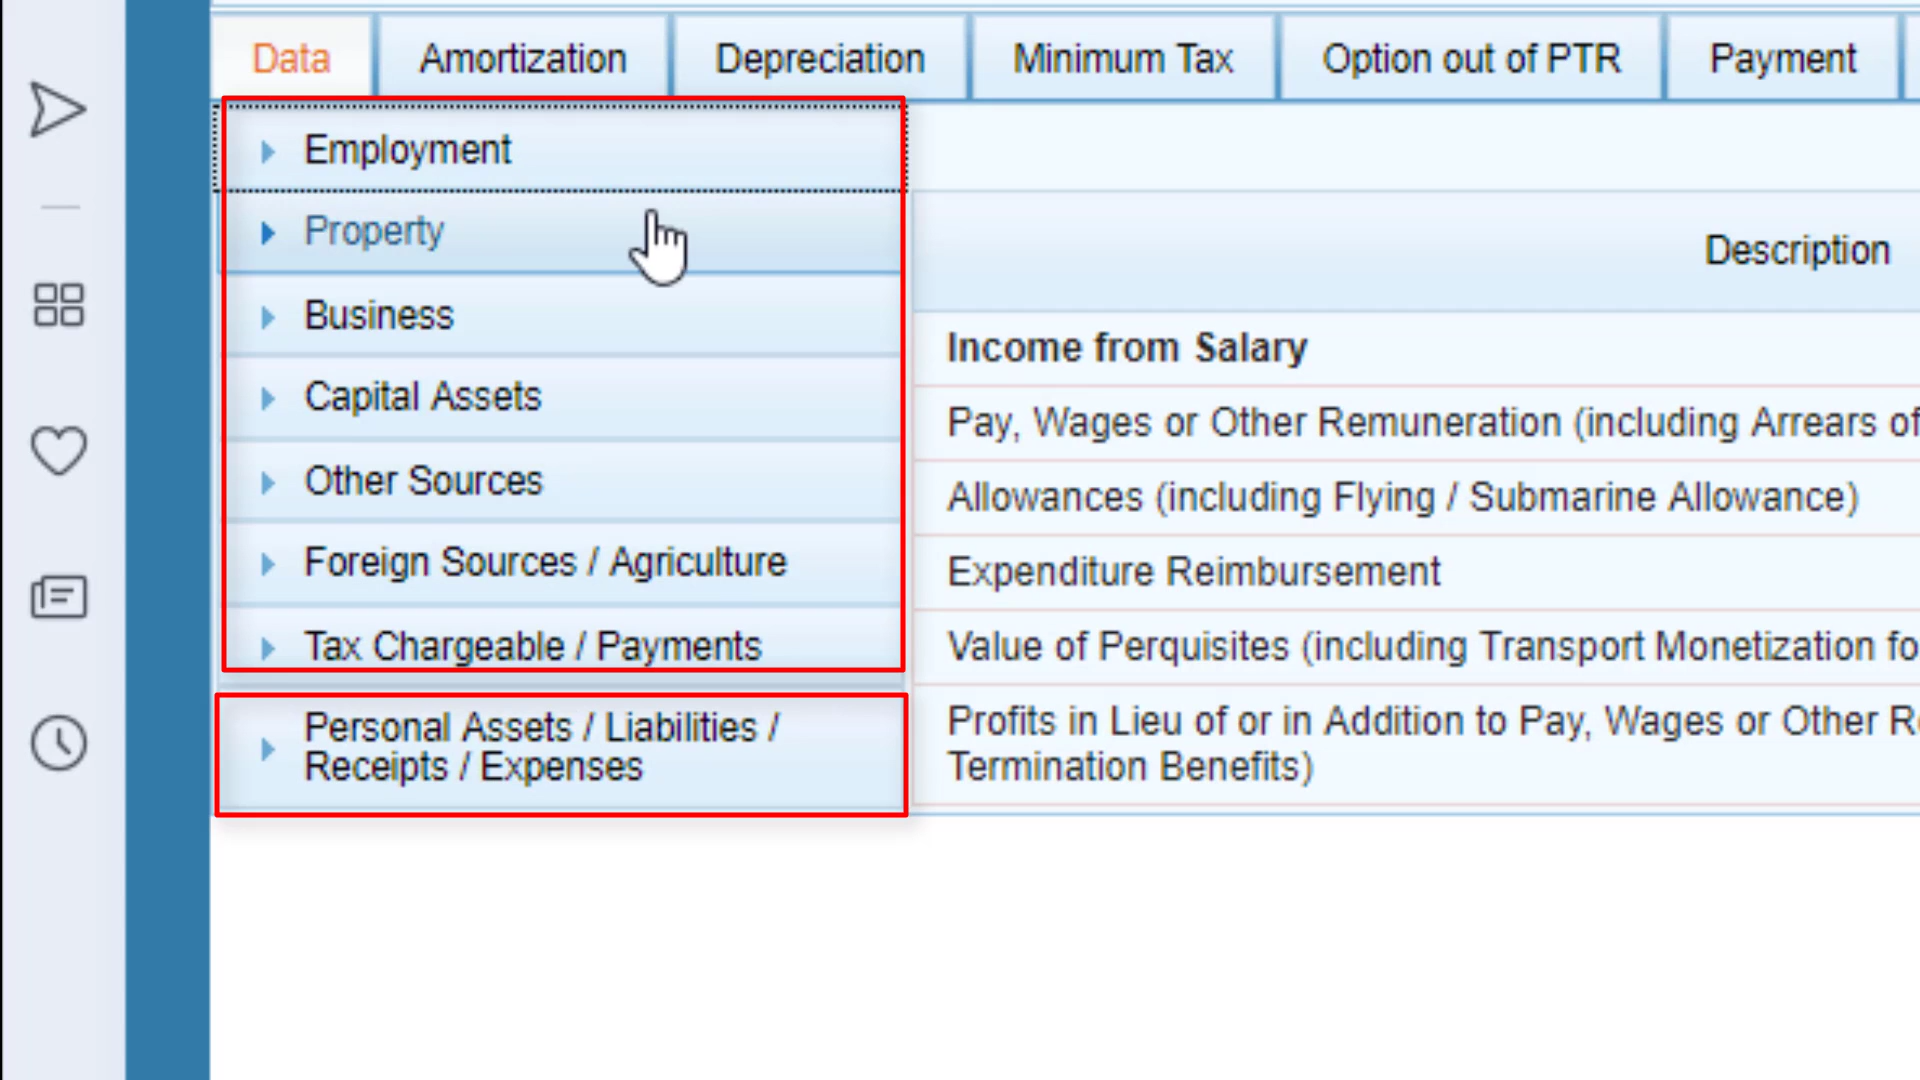 Data
Amortization
Depreciation
Minimum Tax
Option out of PTR
Payment
Employment
Property
Business
Capital Assets
Other Sources
Foreign Sources / Agriculture
Tax Chargeable / Payments
Personal Assets / Liabilities /
Receipts / Expenses
Description
Income from Salary
Pay, Wages or Other Remuneration (including Arrears of
Allowances (including Flying / Submarine Allowance)
Expenditure Reimbursement
Value of Perquisites (including Transport Monetization fo
Profits in Lieu of or in Addition to Pay, Wages or Other R
Termination Benefits)